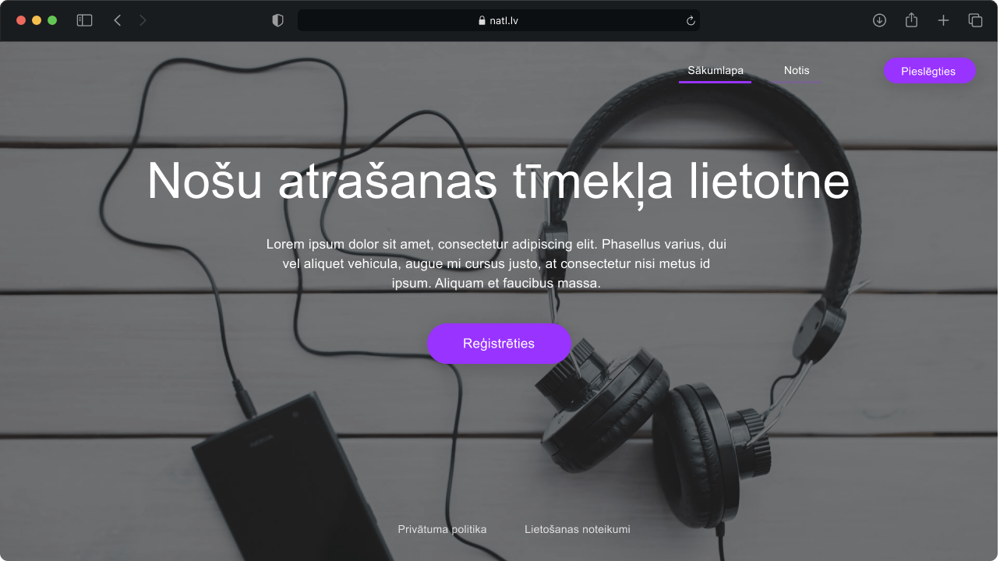 natl.lv
Sākumlapa
Notis
Pieslēgties
Nošu atrašanas tīmekļa lietotne
Lorem ipsum dolor sit amet, consectetur adipiscing elit. Phasellus varius, dui
vel aliquet vehicula, augue mi cursus justo, at consectetur nisi metus id
ipsum. Aliquam et faucibus massa.
Reģistrēties
NOKIA
Privātuma politika
Lietošanas noteikumi